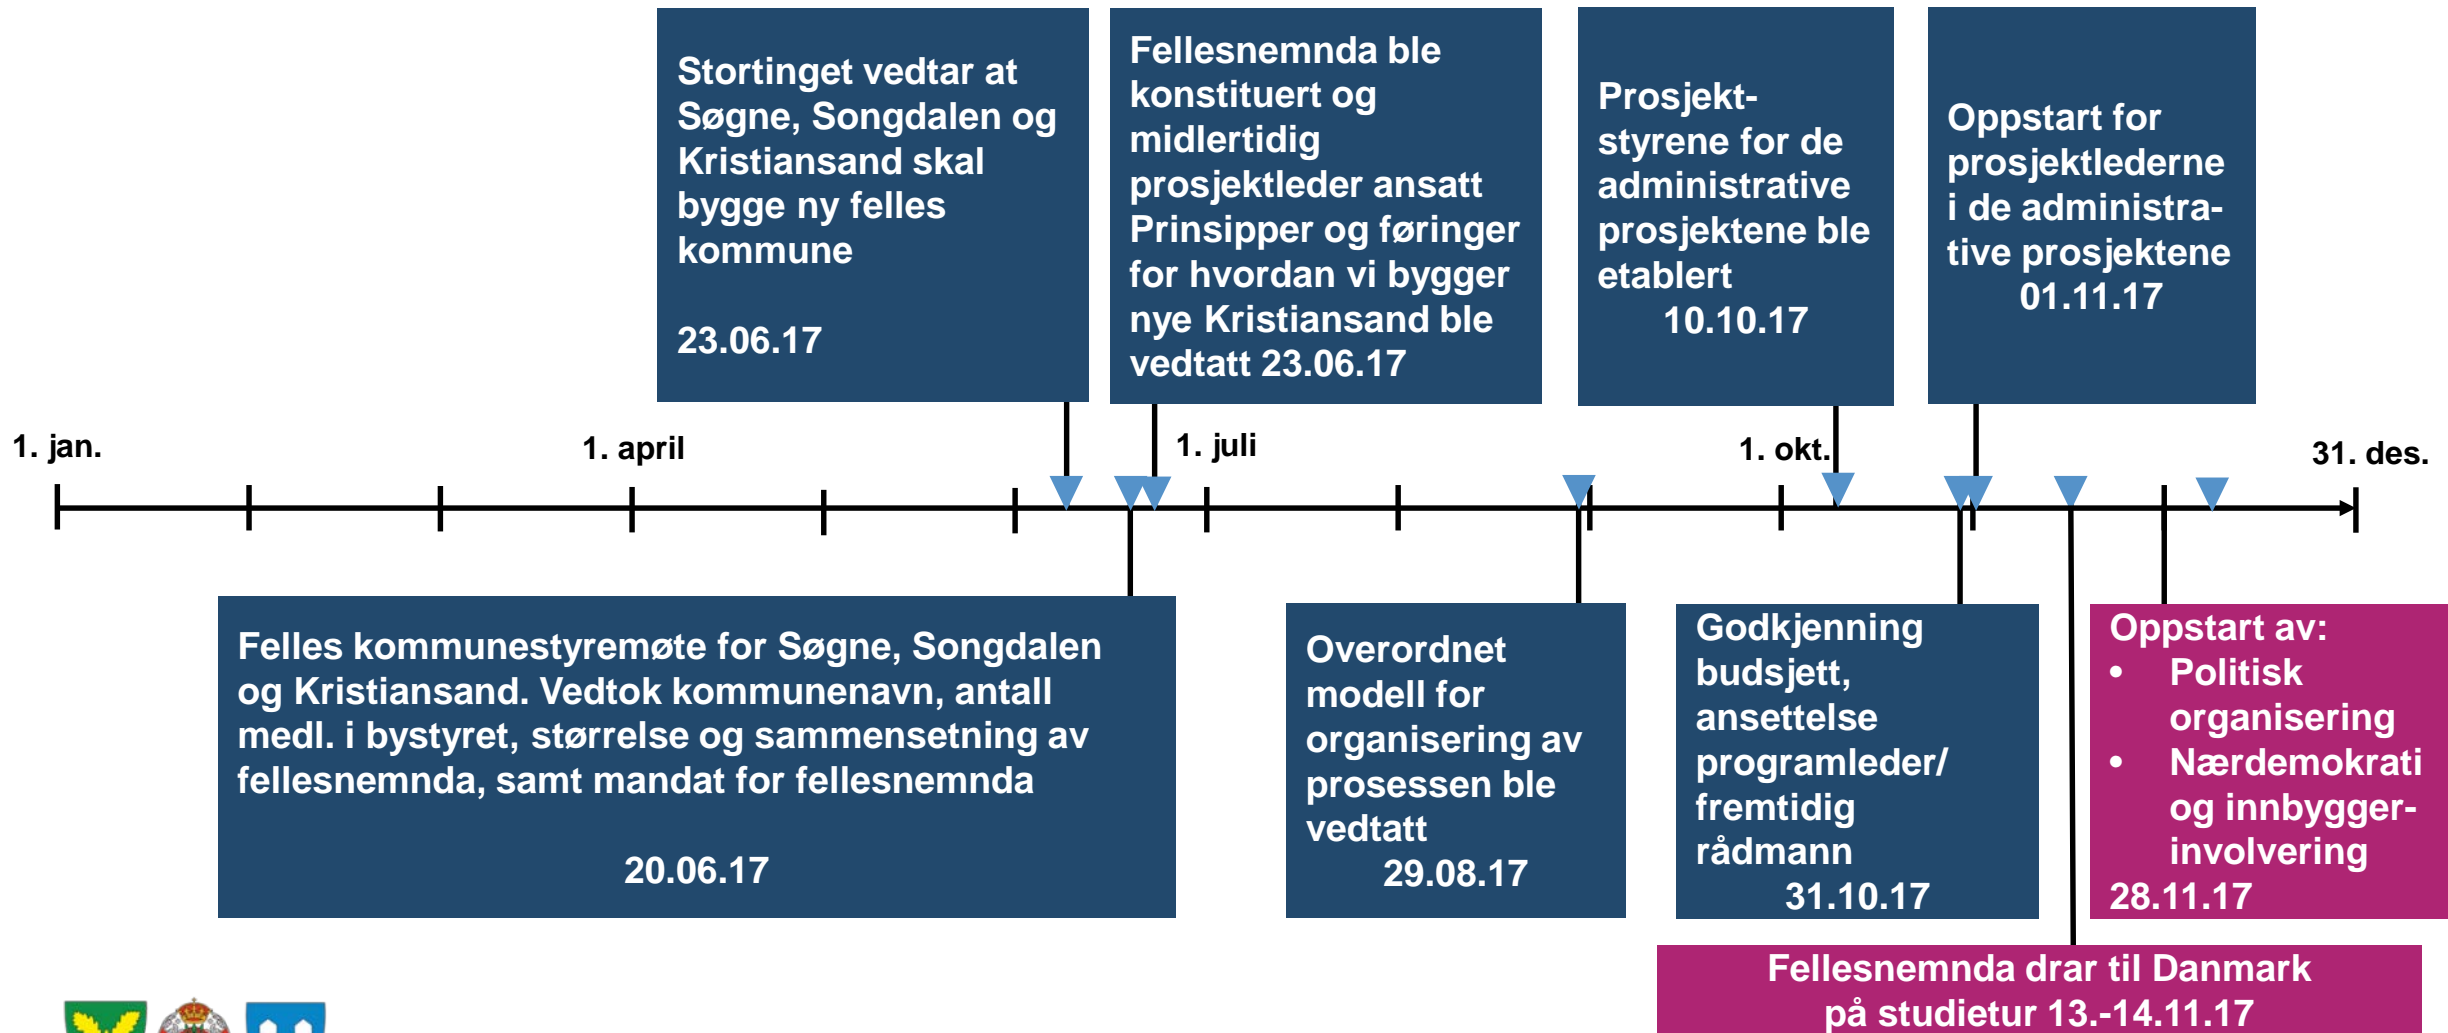 Stortinget vedtar at
Søgne, Songdalen og
Kristiansand skal
bygge ny felles
kommune
23.06.17
Fellesnemnda ble
konstituert og
midlertidig
prosjektleder ansatt
Prinsipper og føringer
for hvordan vi bygger
nye Kristiansand ble
vedtatt 23.06.17
Prosjekt-
styrene for de
administrative
prosjektene ble
etablert
10.10.17
Oppstart for
prosjektlederne
i de administra-
tive prosjektene
01.11.17
1. jan.
1. april
1. juli
1. okt.
31. des.
Felles kommunestyremøte for Søgne, Songdalen
og Kristiansand. Vedtok kommunenavn, antall
medl. i bystyret, størrelse og sammensetning av
fellesnemnda, samt mandat for fellesnemnda
20.06.17
Overordnet
modell for
organisering av
prosessen ble
vedtatt
29.08.17
Godkjenning
budsjett,
ansettelse
programleder/
fremtidig
rådmann
31.10.17
Oppstart av:
• Politisk
organisering
• Nærdemokrati
og innbygger-
involvering
28.11.17
Fellesnemnda drar til Danmark
på studietur 13.-14.11.17